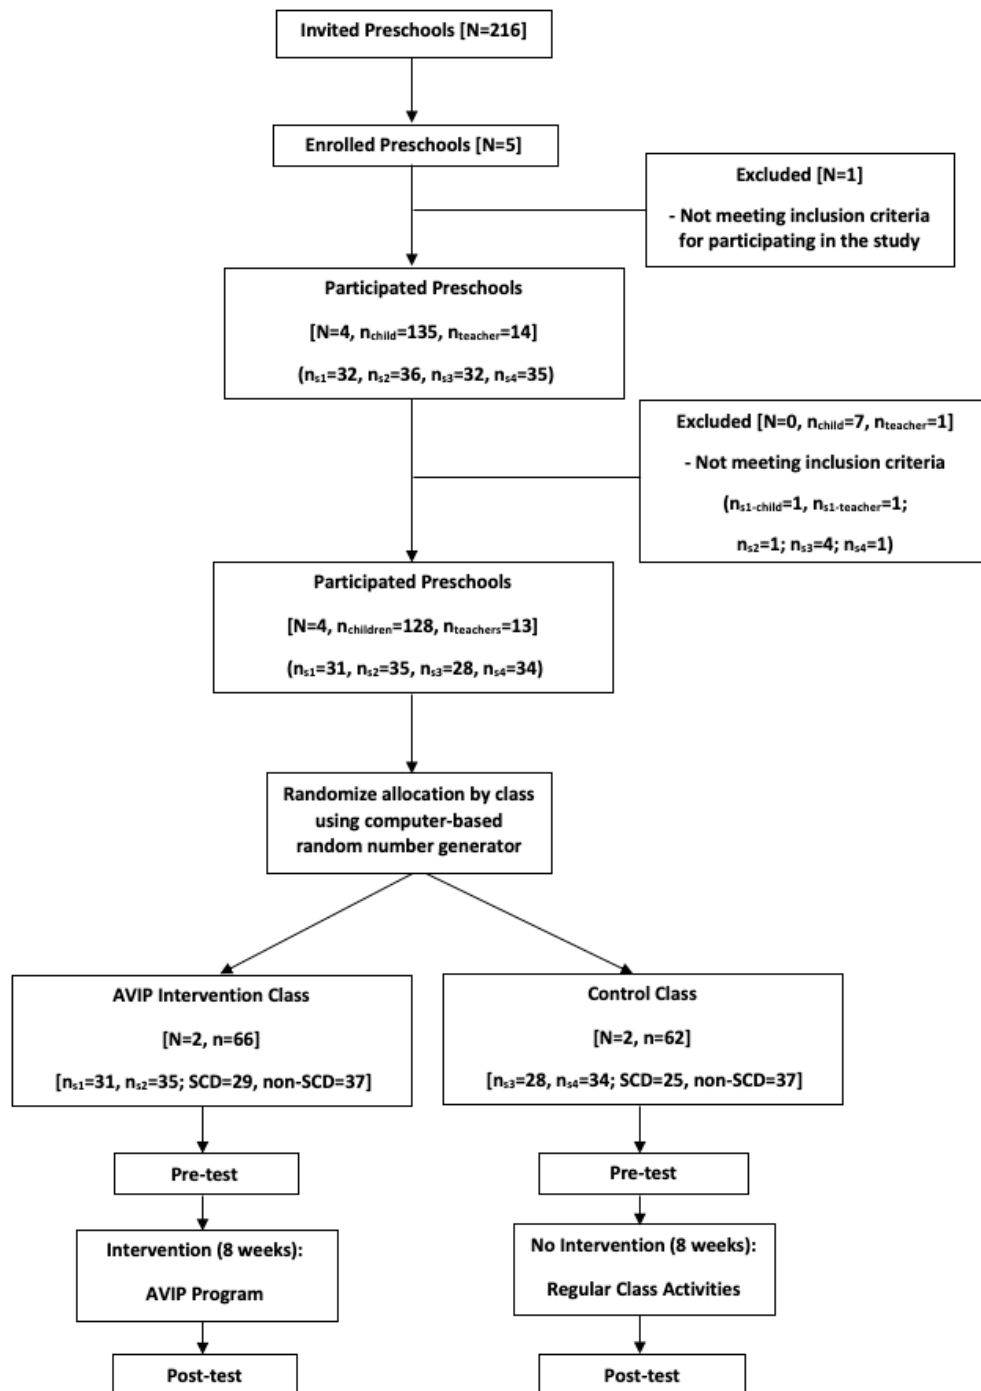 Invited Preschools [N=216]
Enrolled Preschools [N=5]
Excluded [N=1]
- Not meeting inclusion criteria
for participating in the study
Participated Preschools
[N=4, nchild=135, nteacher=14]
(ns1=32, ns2=36, ns3=32, ns4=35)
Excluded [N=0, nchild=7, nteacher=1]
- Not meeting inclusion criteria
(ns1-child=1, ns1-teacher=1;
ns2=1; ns3=4; ns4=1)
Participated Preschools
[N=4, nchildren=128, nteachers=13]
(ns1=31, ns2=35, ns3=28, ns4=34)
Randomize allocation by class
using computer-based
random number generator
AVIP Intervention Class
[N=2, n=66]
[ns1=31, ns2=35; SCD=29, non-SCD=37]
Control Class
[N=2, n=62]
[ns3=28, ns4=34; SCD=25, non-SCD=37]
Pre-test
Pre-test
Intervention (8 weeks):
AVIP Program
No Intervention (8 weeks):
Regular Class Activities
Post-test
Post-test